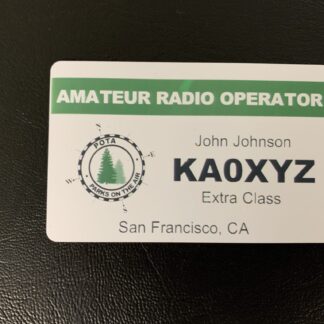 AMATEUR RADIO OPERATOR
John Johnson
KA0XYZ
Extra Class
San Francisco, CA
POTA
PARKS ON THE AIR
N
E
S
W